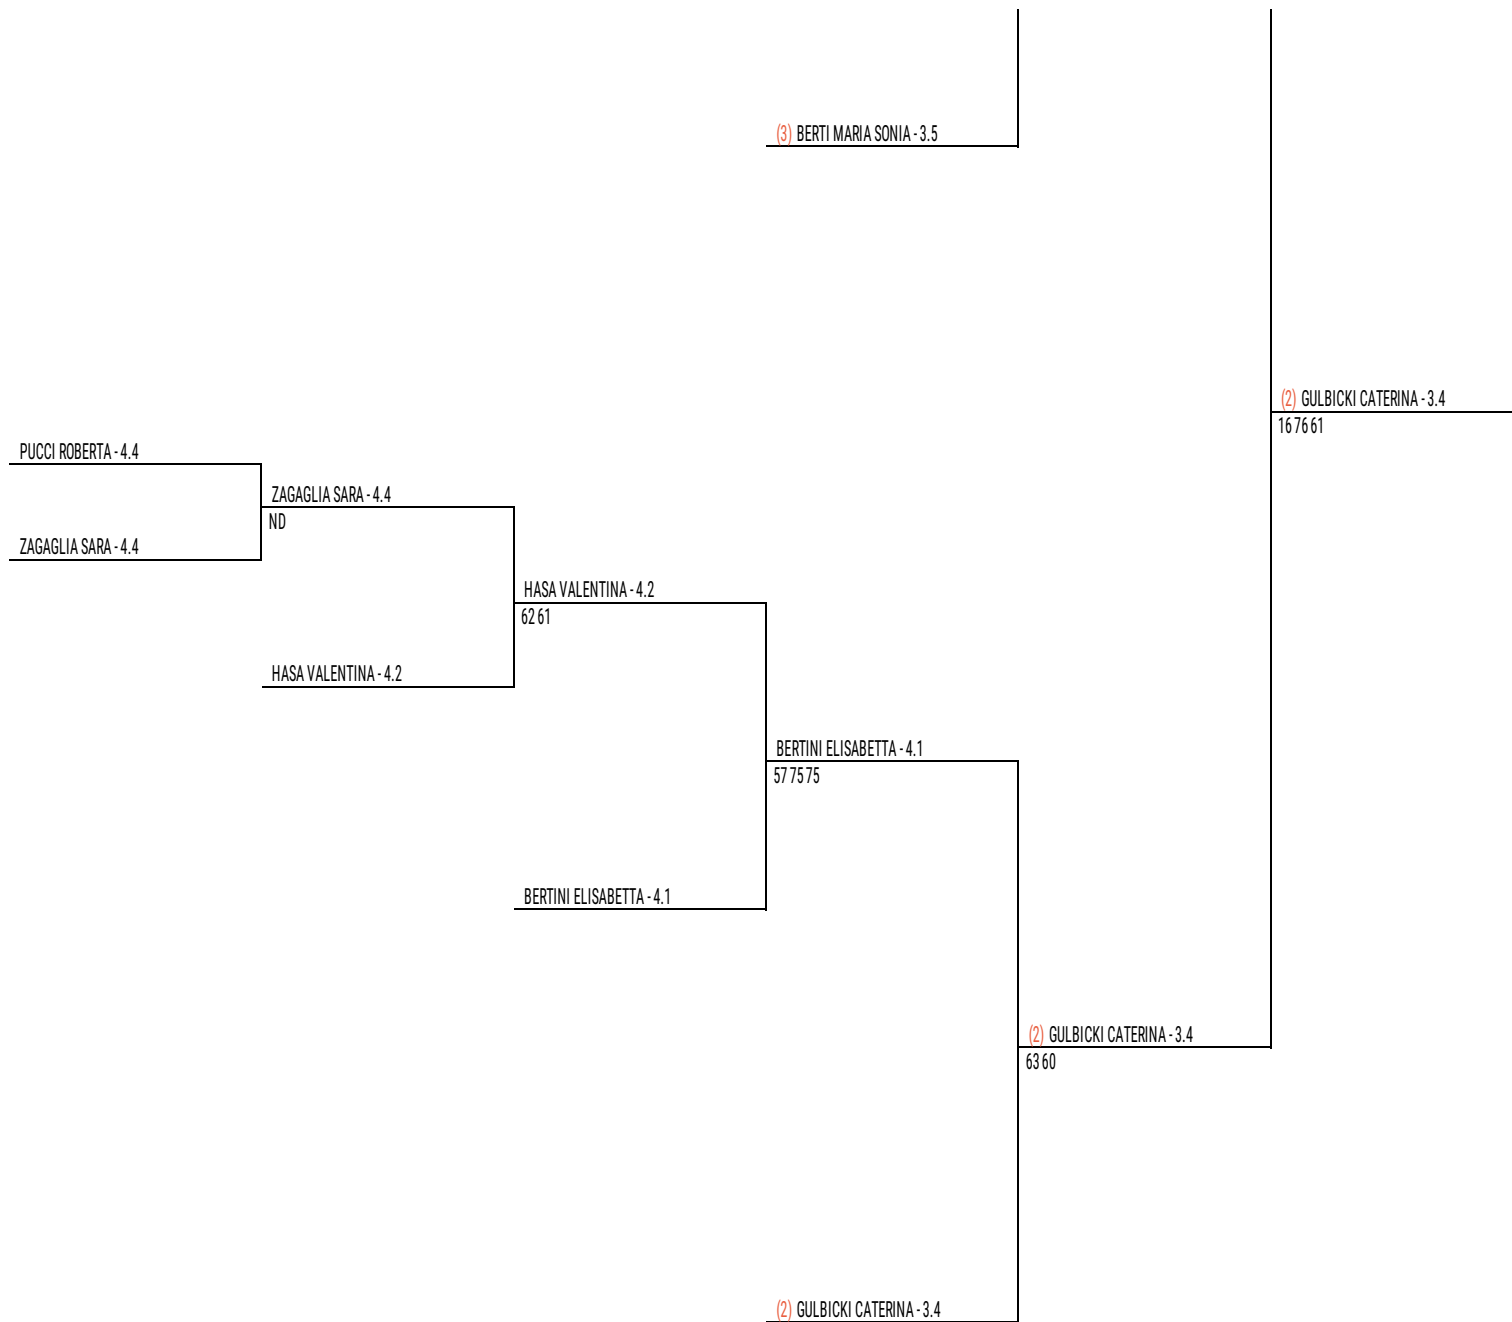 (3) BERTI MARIA SONIA - 3.5
(2) GULBICKI CATERINA - 3.4
16 76 61
PUCCI ROBERTA - 4.4
ZAGAGLIA SARA - 4.4
ND
ZAGAGLIA SARA - 4.4
HASA VALENTINA - 4.2
62 61
HASA VALENTINA - 4.2
BERTINI ELISABETTA - 4.1
57 75 75
BERTINI ELISABETTA - 4.1
(2) GULBICKI CATERINA - 3.4
63 60
(2) GULBICKI CATERINA - 3.4